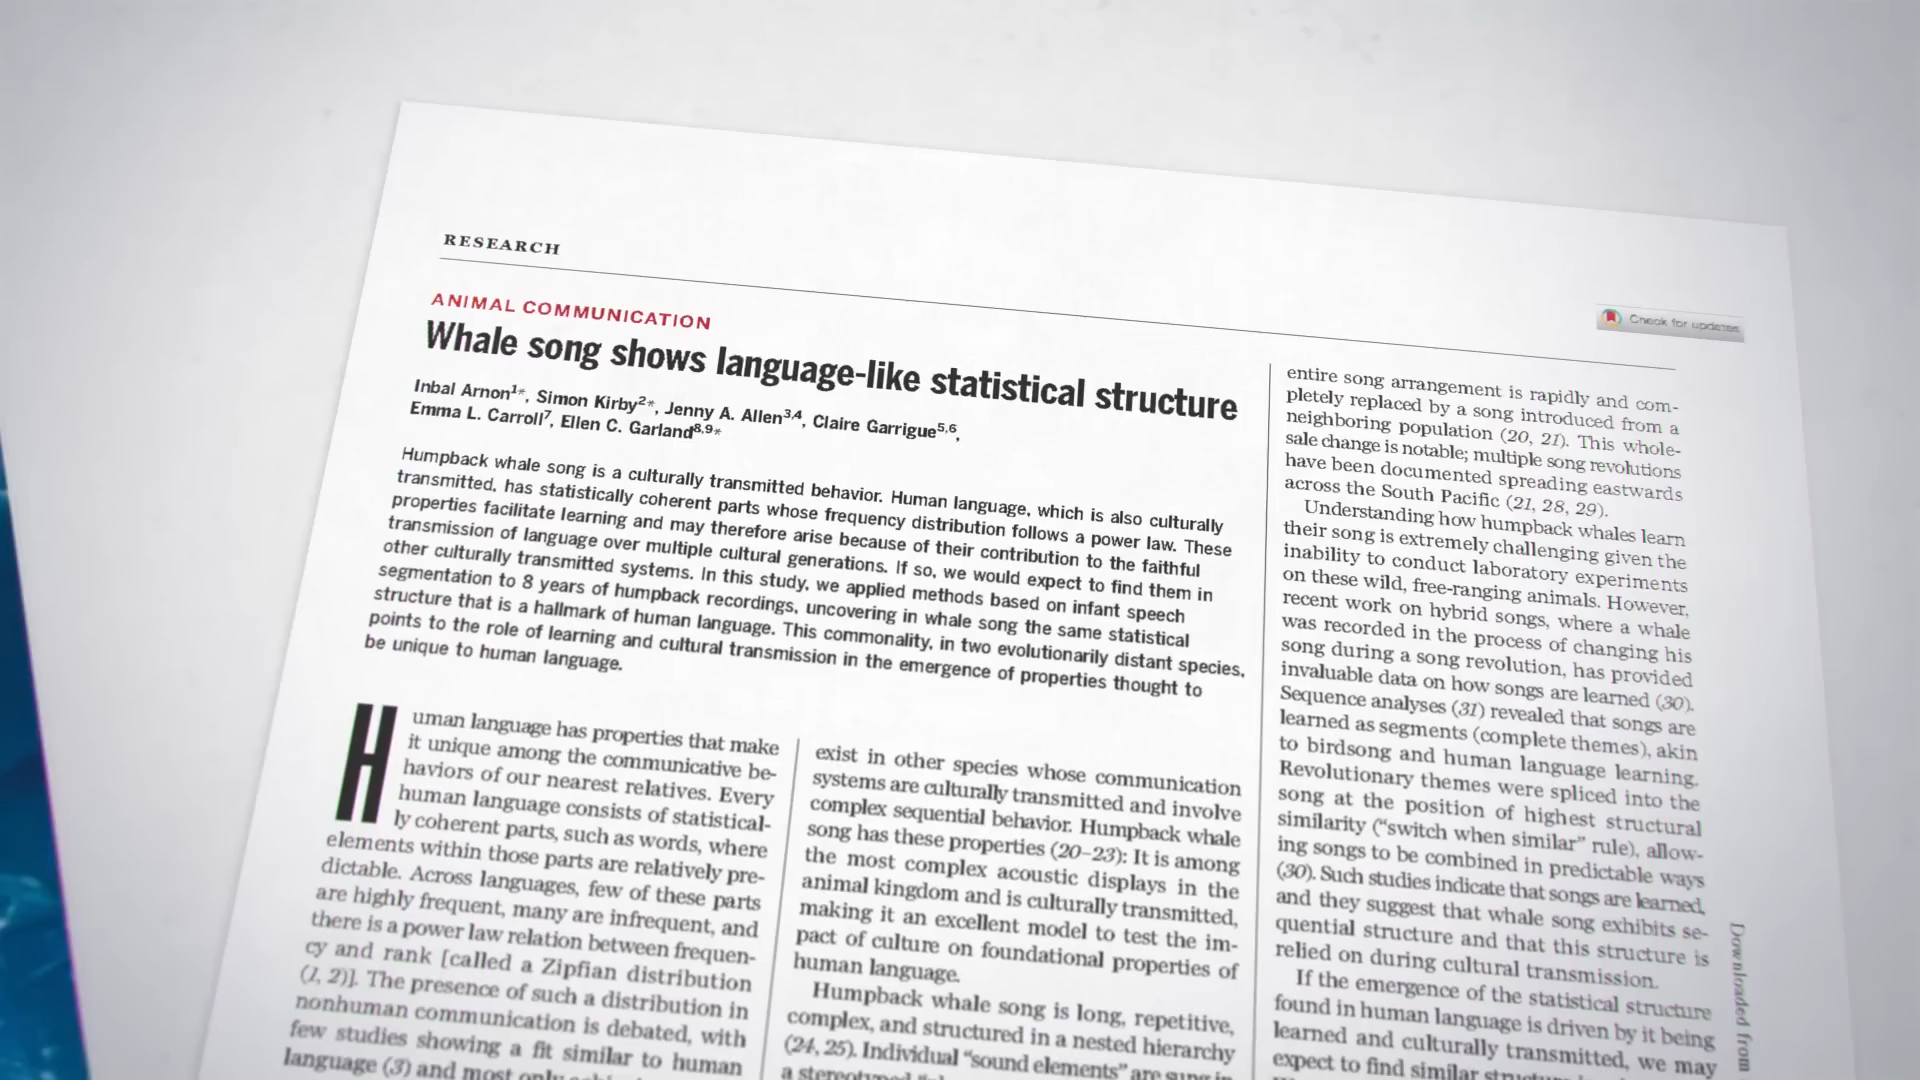 RESEARCH
Check for updates
ANIMAL COMMUNICATION
Whale song shows language-like statistical structure
Inbal Arnon1*, Simon Kirby2*, Jenny A. Allen3,4, Claire Garrigue5,6,
Emma L. Carroll7, Ellen C. Garland8,9*
Humpback whale song is a culturally transmitted behavior. Human language, which is also culturally
transmitted, has statistically coherent parts whose frequency distribution follows a power law. These
properties facilitate learning and may therefore arise because of their contribution to the faithful
transmission of language over multiple cultural generations. If so, we would expect to find them in
other culturally transmitted systems. In this study, we applied methods based on infant speech
segmentation to 8 years of humpback recordings, uncovering in whale song the same statistical
structure that is a hallmark of human language. This commonality, in two evolutionarily distant species,
points to the role of learning and cultural transmission in the emergence of properties thought to
be unique to human language.
Human language has properties that make
it unique among the communicative be-
haviors of our nearest relatives. Every
human language consists of statistical-
ly coherent parts, such as words, where
elements within those parts are relatively pre-
dictable. Across languages, few of these parts
are highly frequent, many are infrequent, and
there is a power law relation between frequen-
cy and rank [called a Zipfian distribution
(1, 2)]. The presence of such a distribution in
nonhuman communication is debated, with
few studies showing a fit similar to human
language (3) and most only
exist in other species whose communication
systems are culturally transmitted and involve
complex sequential behavior. Humpback whale
song has these properties (20–23): It is among
the most complex acoustic displays in the
animal kingdom and is culturally transmitted,
making it an excellent model to test the im-
pact of culture on foundational properties of
human language.
Humpback whale song is long, repetitive,
complex, and structured in a nested hierarchy
(24, 25). Individual “sound elements” are sung in
a stereotyped
entire song arrangement is rapidly and com-
pletely replaced by a song introduced from a
neighboring population (20, 21). This whole-
sale change is notable; multiple song revolutions
have been documented spreading eastwards
across the South Pacific (21, 28, 29).
Understanding how humpback whales learn
their song is extremely challenging given the
inability to conduct laboratory experiments
on these wild, free-ranging animals. However,
recent work on hybrid songs, where a whale
was recorded in the process of changing his
song during a song revolution, has provided
invaluable data on how songs are learned (30).
Sequence analyses (31) revealed that songs are
learned as segments (complete themes), akin
to birdsong and human language learning.
Revolutionary themes were spliced into the
song at the position of highest structural
similarity (“switch when similar” rule), allow-
ing songs to be combined in predictable ways
(30). Such studies indicate that songs are learned,
and they suggest that whale song exhibits se-
quential structure and that this structure is
relied on during cultural transmission.
If the emergence of the statistical structure
found in human language is driven by it being
learned and culturally transmitted, we may
expect to find similar structure
Downloaded from